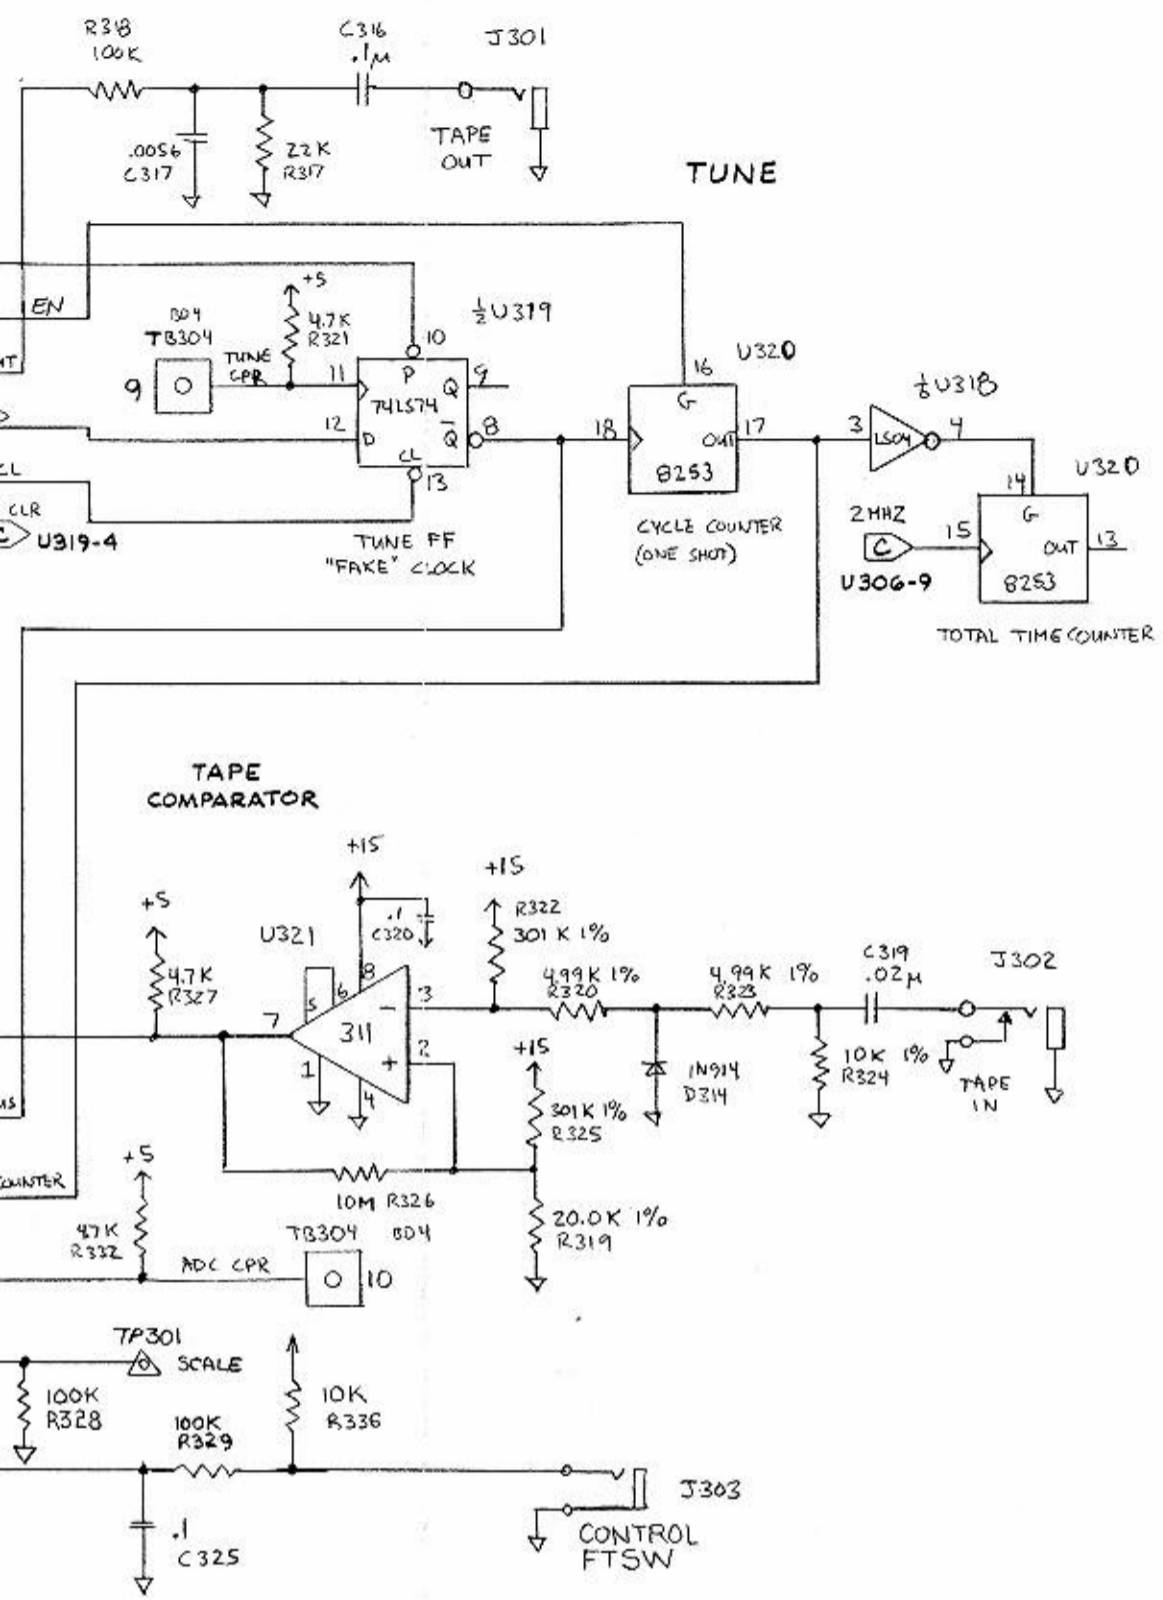 R318
100K
C316
.1µ
J301
.0056
C317
22K
R317
TAPE
OUT
TUNE
EN
+5
4.7K
R321
BD4
TB304
9
TUNE
CPR
½U319
10
11
P
Q
9
74LS74
12
D
Q
8
CL
13
CL
CLR
C
U319-4
TUNE FF
"FAKE" CLOCK
U320
16
G
18
OUT
17
8253
CYCLE COUNTER
(ONE SHOT)
⅙U318
3
LS04
4
U320
14
G
2MHZ
C
15
OUT
13
U306-9
8253
TOTAL TIME COUNTER
TAPE
COMPARATOR
+15
+5
.1
C320
U321
4.7K
R327
5
6
8
7
311
-
3
+
2
1
4
+15
R322
301K 1%
4.99K 1%
R320
4.99K 1%
R323
C319
.02µ
J302
+15
1N914
D314
10K 1%
R324
TAPE
IN
301K 1%
R325
+5
10M R326
20.0K 1%
R319
TB304 BD4
47K
R332
ADC CPR
10
TP301
SCALE
100K
R328
10K
R336
100K
R329
J303
.1
C325
CONTROL
FTSW